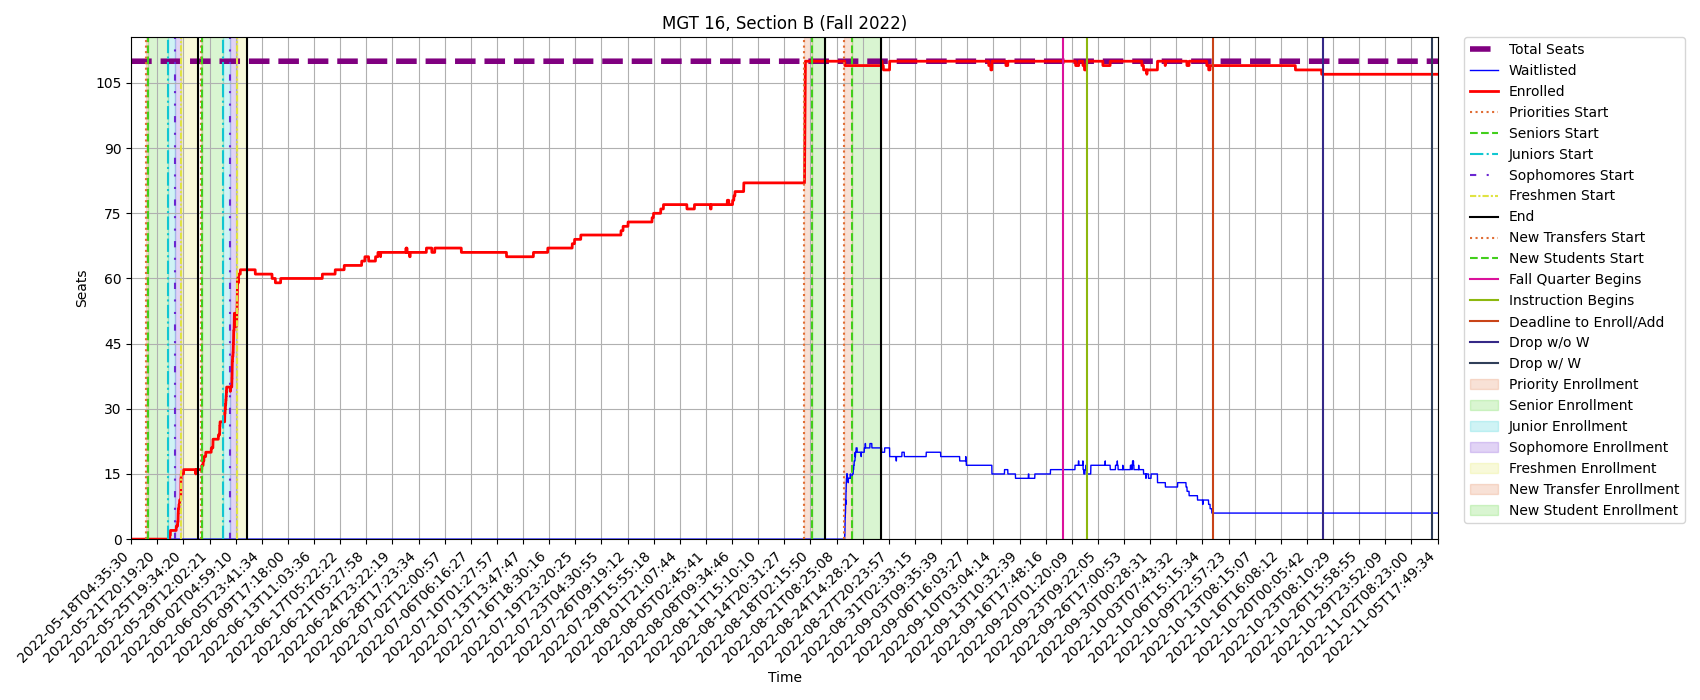 MGT 16, Section B (Fall 2022)
Seats
105
90
75
60
45
30
15
0
2022-05-18T04:35:30
2022-05-21T20:19:20
2022-05-25T19:34:20
2022-05-29T12:02:21
2022-06-02T04:59:10
2022-06-05T23:41:34
2022-06-09T17:18:00
2022-06-13T11:03:36
2022-06-17T05:22:22
2022-06-21T05:27:58
2022-06-24T23:22:19
2022-06-28T17:23:34
2022-07-02T12:00:57
2022-07-06T06:16:27
2022-07-10T01:27:57
2022-07-13T13:47:47
2022-07-16T18:30:16
2022-07-19T23:20:25
2022-07-23T04:30:55
2022-07-26T09:19:12
2022-07-29T15:55:18
2022-08-01T21:07:44
2022-08-05T02:45:41
2022-08-08T09:34:46
2022-08-11T15:10:10
2022-08-14T20:31:27
2022-08-18T02:15:50
2022-08-21T08:25:08
2022-08-24T14:28:21
2022-08-27T20:23:57
2022-08-31T02:33:15
2022-09-03T09:35:39
2022-09-06T16:03:27
2022-09-10T03:04:14
2022-09-13T10:32:39
2022-09-16T17:48:16
2022-09-20T01:20:09
2022-09-23T09:22:05
2022-09-26T17:00:53
2022-09-30T00:28:31
2022-10-03T07:43:32
2022-10-06T15:15:34
2022-10-09T22:57:23
2022-10-13T08:15:07
2022-10-16T16:08:12
2022-10-20T00:05:42
2022-10-23T08:10:29
2022-10-26T15:58:55
2022-10-29T23:52:09
2022-11-02T08:23:00
2022-11-05T17:49:34
Time
Total Seats
Waitlisted
Enrolled
Priorities Start
Seniors Start
Juniors Start
Sophomores Start
Freshmen Start
End
New Transfers Start
New Students Start
Fall Quarter Begins
Instruction Begins
Deadline to Enroll/Add
Drop w/o W
Drop w/ W
Priority Enrollment
Senior Enrollment
Junior Enrollment
Sophomore Enrollment
Freshmen Enrollment
New Transfer Enrollment
New Student Enrollment